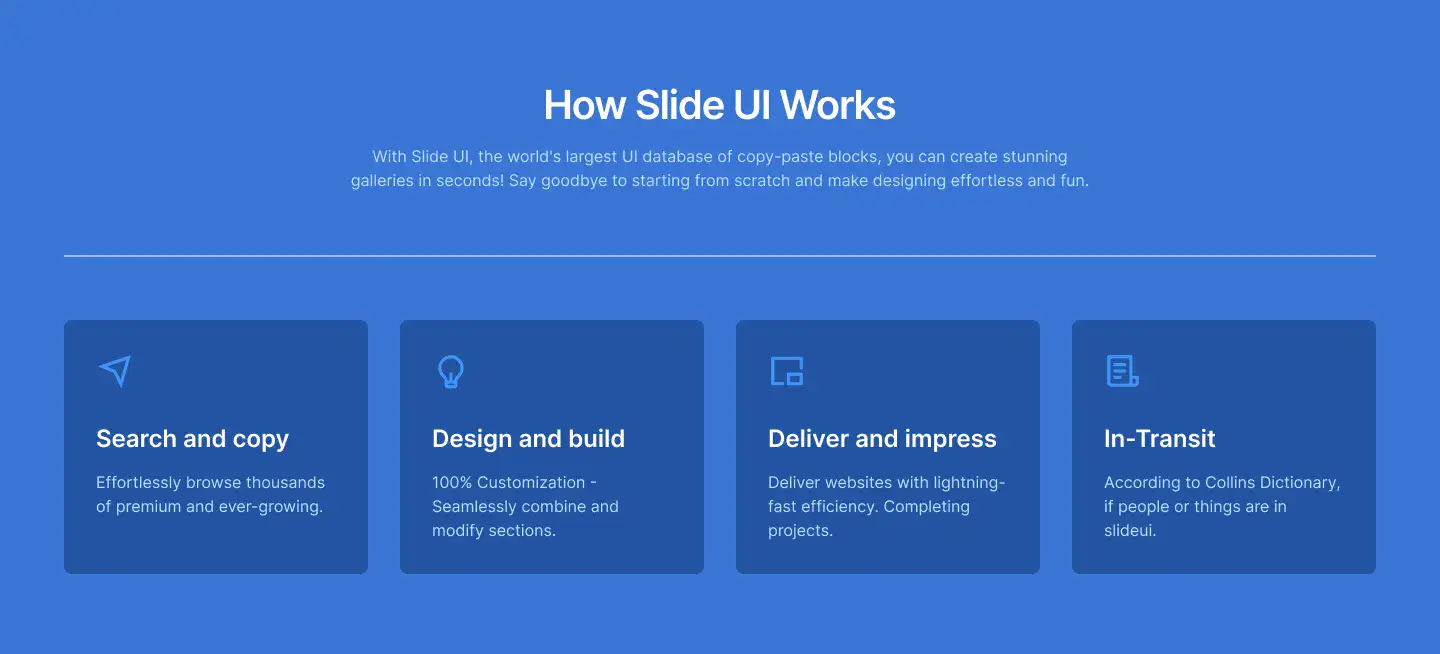 How Slide UI Works
With Slide UI, the world's largest UI database of copy-paste blocks, you can create stunning
galleries in seconds! Say goodbye to starting from scratch and make designing effortless and fun.
Search and copy
Effortlessly browse thousands
of premium and ever-growing.
Design and build
100% Customization -
Seamlessly combine and
modify sections.
Deliver and impress
Deliver websites with lightning-
fast efficiency. Completing
projects.
In-Transit
According to Collins Dictionary,
if people or things are in
slideui.